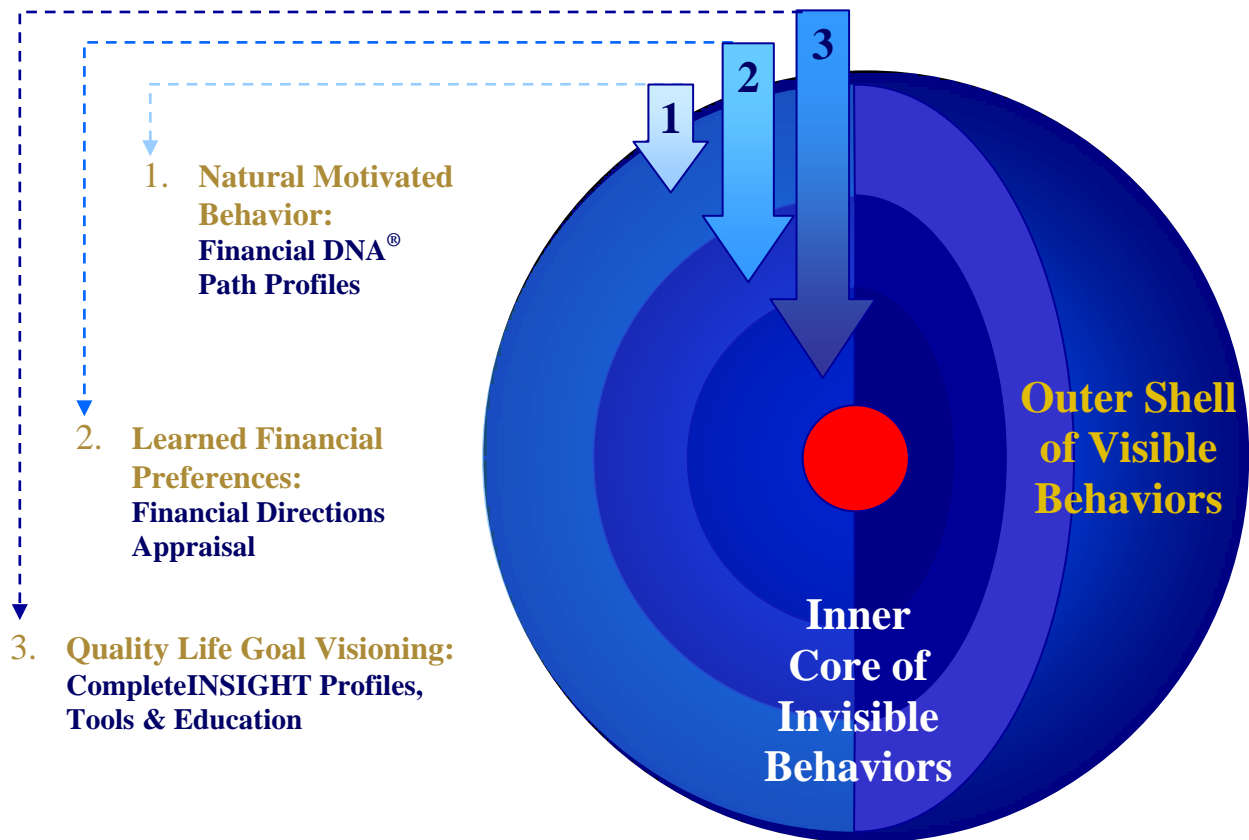 1
2
3
1. Natural Motivated
Behavior:
Financial DNA®
Path Profiles
2. Learned Financial
Preferences:
Financial Directions
Appraisal
3. Quality Life Goal Visioning:
CompleteINSIGHT Profiles,
Tools & Education
Outer Shell
of Visible
Behaviors
Inner
Core of
Invisible
Behaviors